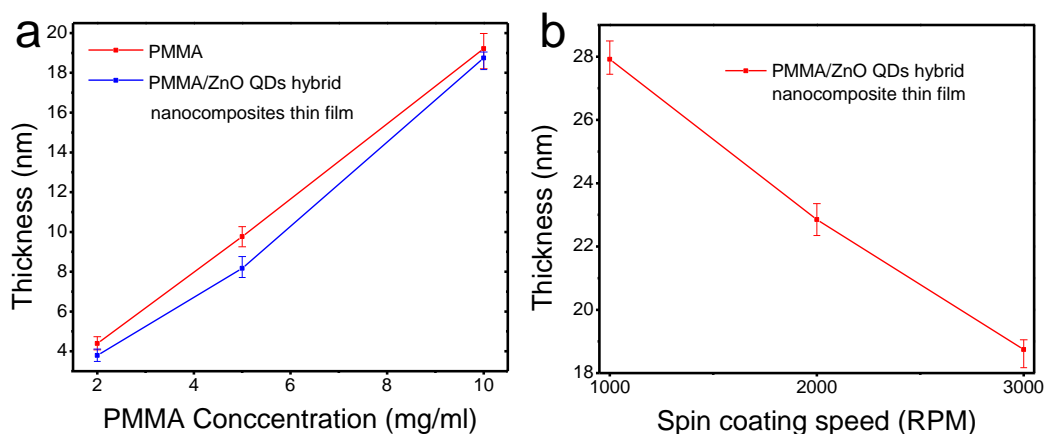 a
PMMA
PMMA/ZnO QDs hybrid
nanocomposites thin film
20
18
16
14
12
10
8
6
4
2
4
6
8
10
Thickness (nm)
PMMA Conccentration (mg/ml)
b
PMMA/ZnO QDs hybrid
nanocomposite thin film
28
26
24
22
20
18
1000
2000
3000
Thickness (nm)
Spin coating speed (RPM)